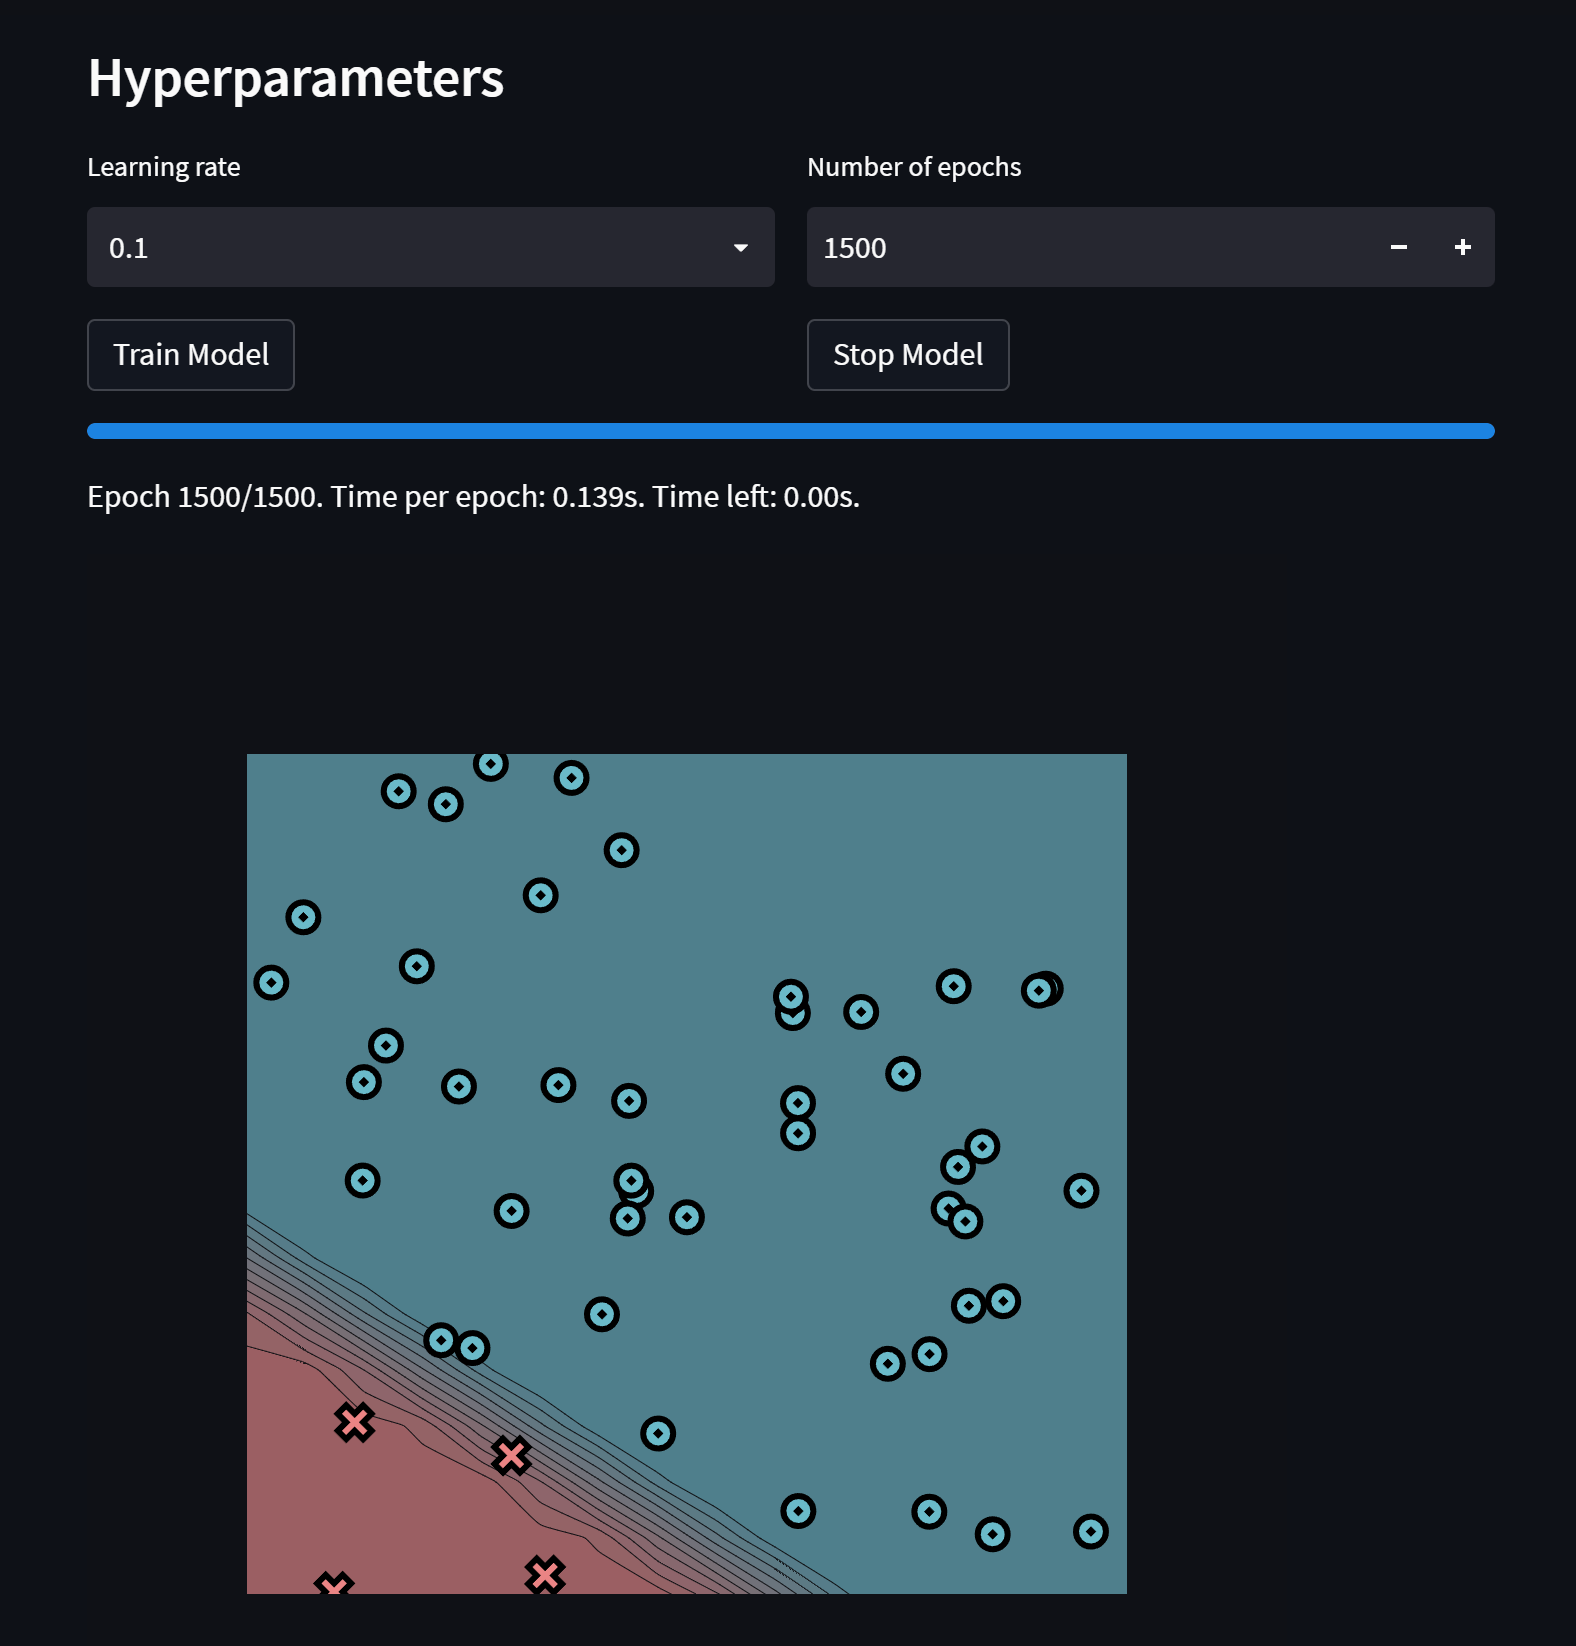 Hyperparameters
Learning rate
Number of epochs
0.1
1500
Train Model
Stop Model
Epoch 1500/1500. Time per epoch: 0.139s. Time left: 0.00s.